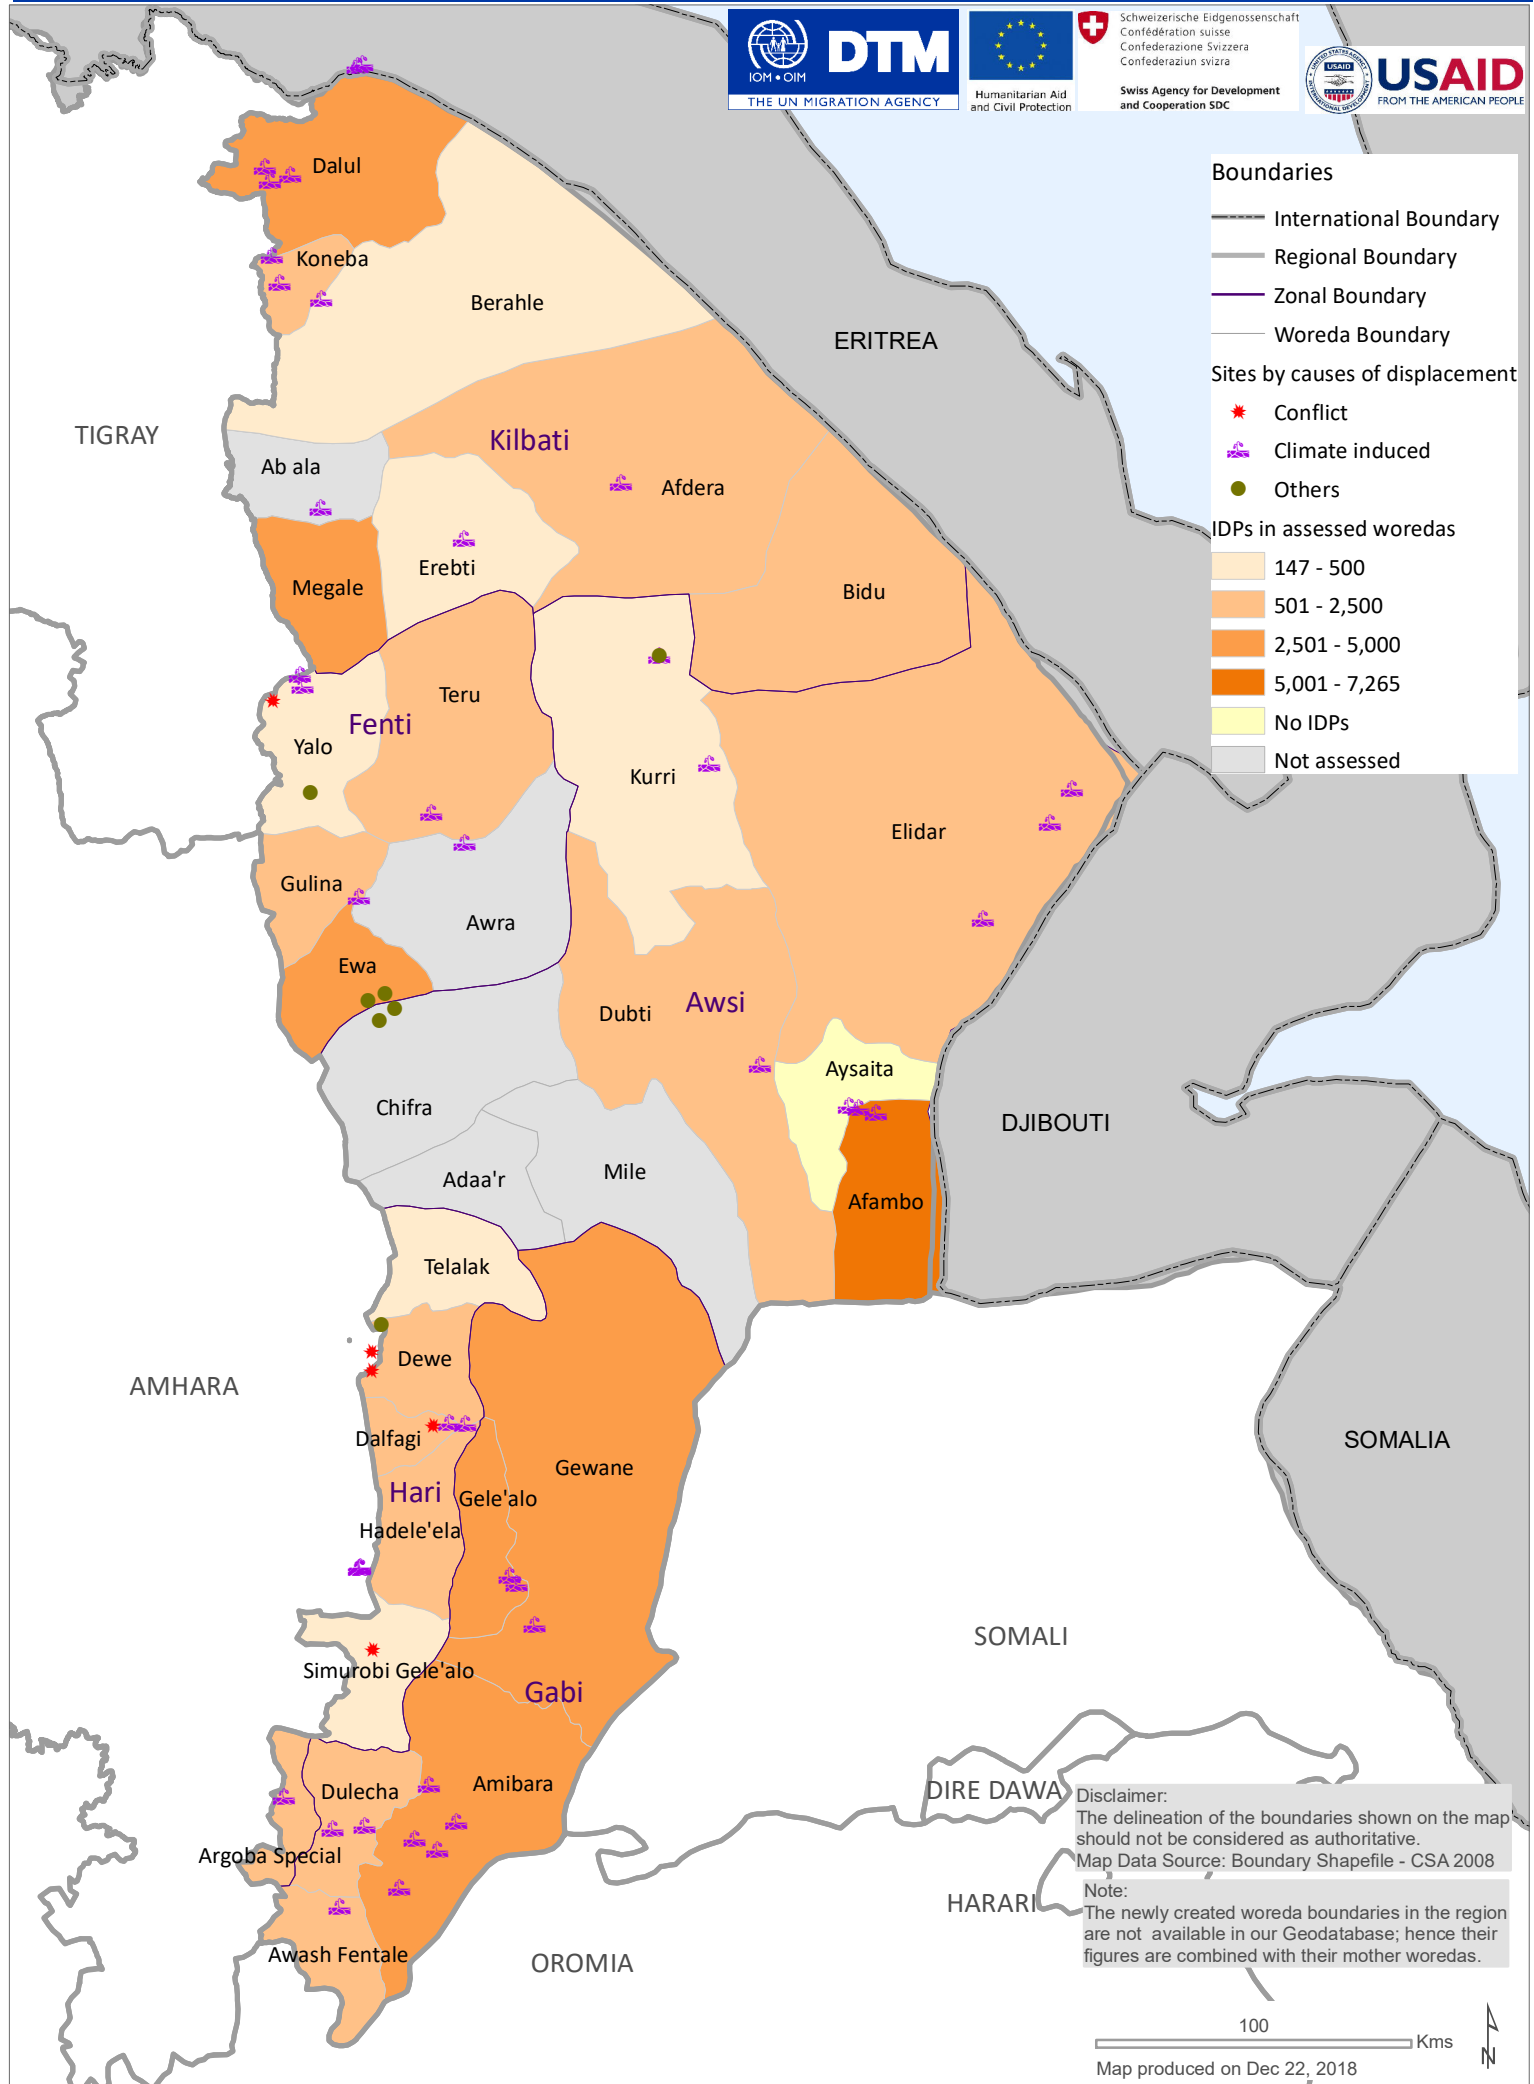 IOM • OIM
DTM
THE UN MIGRATION AGENCY
Humanitarian Aid
and Civil Protection
Schweizerische Eidgenossenschaft
Confédération suisse
Confederazione Svizzera
Confederaziun svizra
Swiss Agency for Development
and Cooperation SDC
UNITED STATES AGENCY
INTERNATIONAL DEVELOPMENT
USAID
USAID
FROM THE AMERICAN PEOPLE
Boundaries
International Boundary
Regional Boundary
Zonal Boundary
Woreda Boundary
Sites by causes of displacement
Conflict
Climate induced
Others
IDPs in assessed woredas
147 - 500
501 - 2,500
2,501 - 5,000
5,001 - 7,265
No IDPs
Not assessed
Dalul
Koneba
Berahle
ERITREA
TIGRAY
Kilbati
Ab ala
Afdera
Erebti
Megale
Bidu
Teru
Fenti
Yalo
Kurri
Elidar
Gulina
Awra
Ewa
Dubti
Awsi
Aysaita
Chifra
DJIBOUTI
Mile
Adaa'r
Afambo
Telalak
Dewe
AMHARA
Dalfagi
SOMALIA
Gewane
Hari
Gele'alo
Hadele'ela
SOMALI
Simurobi Gele'alo
Gabi
Amibara
Dulecha
DIRE DAWA
Argoba Special
HARARI
Awash Fentale
OROMIA
Disclaimer:
The delineation of the boundaries shown on the map
should not be considered as authoritative.
Map Data Source: Boundary Shapefile - CSA 2008
Note:
The newly created woreda boundaries in the region
are not available in our Geodatabase; hence their
figures are combined with their mother woredas.
100
Kms
N
Map produced on Dec 22, 2018